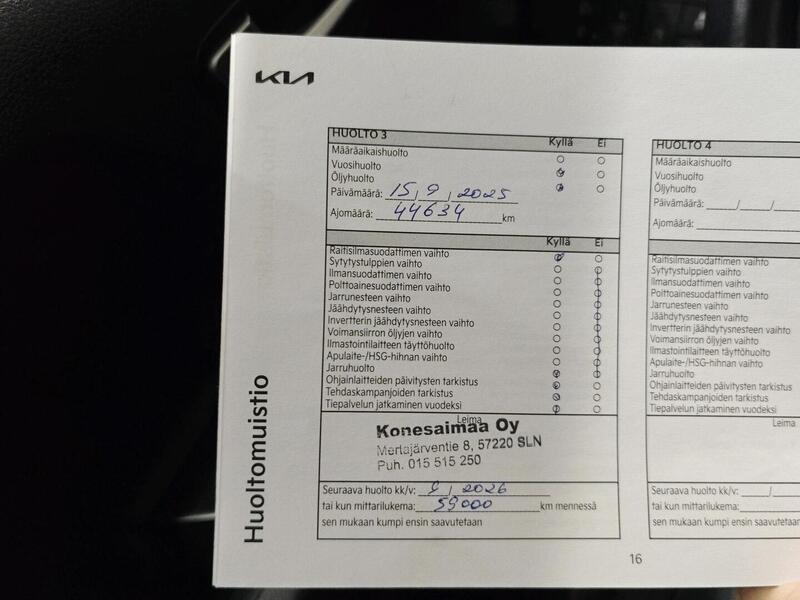 KIA
HUOLTO 3 Kyllä Ei
Määräaikaishuolto
Vuosihuolto
Öljyhuolto
Päivämäärä: 15 / 9 / 2025
Ajomäärä: 44634 km
Kyllä Ei
Raitisilmasuodattimen vaihto
Sytytystulppien vaihto
Ilmansuodattimen vaihto
Polttoainesuodattimen vaihto
Jarrunesteen vaihto
Jäähdytysnesteen vaihto
Invertterin jäähdytysnesteen vaihto
Voimansiirron öljyjen vaihto
Ilmastointilaitteen täyttöhuolto
Apulaite-/HSG-hihnan vaihto
Jarruhuolto
Ohjainlaitteiden päivitysten tarkistus
Tehdaskampanjoiden tarkistus
Tiepalvelun jatkaminen vuodeksi
Leima
Konesaimaa Oy
Mertajärventie 8, 57220 SLN
Puh. 015 515 250
Seuraava huolto kk/v: 9 / 2026
tai kun mittarilukema: 59000 km mennessä
sen mukaan kumpi ensin saavutetaan
HUOLTO 4
Määräaikaishuolto
Vuosihuolto
Öljyhuolto
Päivämäärä: / /
Ajomäärä:
Raitisilmasuodattimen vaihto
Sytytystulppien vaihto
Ilmansuodattimen vaihto
Polttoainesuodattimen vaihto
Jarrunesteen vaihto
Jäähdytysnesteen vaihto
Invertterin jäähdytysnesteen vaihto
Voimansiirron öljyjen vaihto
Ilmastointilaitteen täyttöhuolto
Apulaite-/HSG-hihnan vaihto
Jarruhuolto
Ohjainlaitteiden päivitysten tarkistus
Tehdaskampanjoiden tarkistus
Tiepalvelun jatkaminen vuodeksi
Leima
Seuraava huolto kk/v: /
tai kun mittarilukema:
sen mukaan kumpi ensin saavutetaan
Huoltomuistio
16